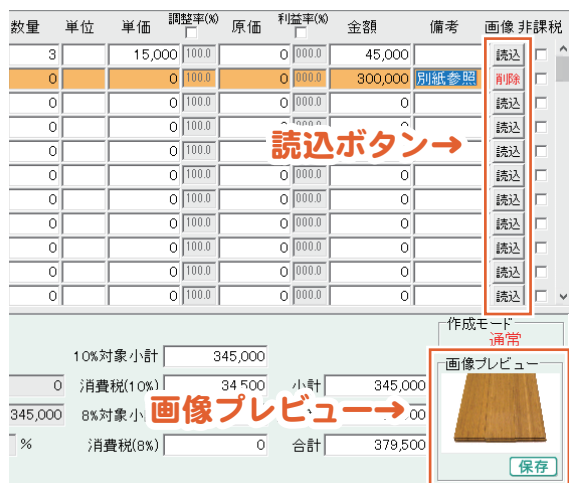 数量 単位 単価 調整率(%) 原価 利益率(%) 金額 備考 画像 非課税
3 15,000 100.0 0 000.0 45,000 読込
0 0 100.0 0 000.0 300,000 別紙参照 削除
0 0 100.0 0 000.0 0 読込
0 0 100.0 0 0 読込
0 0 100.0 読込
読込ボタン→
0 0 100.0 0 000.0 0 読込
0 0 100.0 0 000.0 0 読込
0 0 100.0 0 000.0 0 読込
0 0 100.0 0 000.0 0 読込
0 0 100.0 0 000.0 0 読込
0 0 100.0 0 000.0 0 読込
作成モード
通常
10%対象小計 345,000
画像プレビュー
0 消費税(10%) 34,500 小計 345,000
345,000 8%対象小
画像プレビュー→
% 消費税(8%) 0 合計 379,500
保存